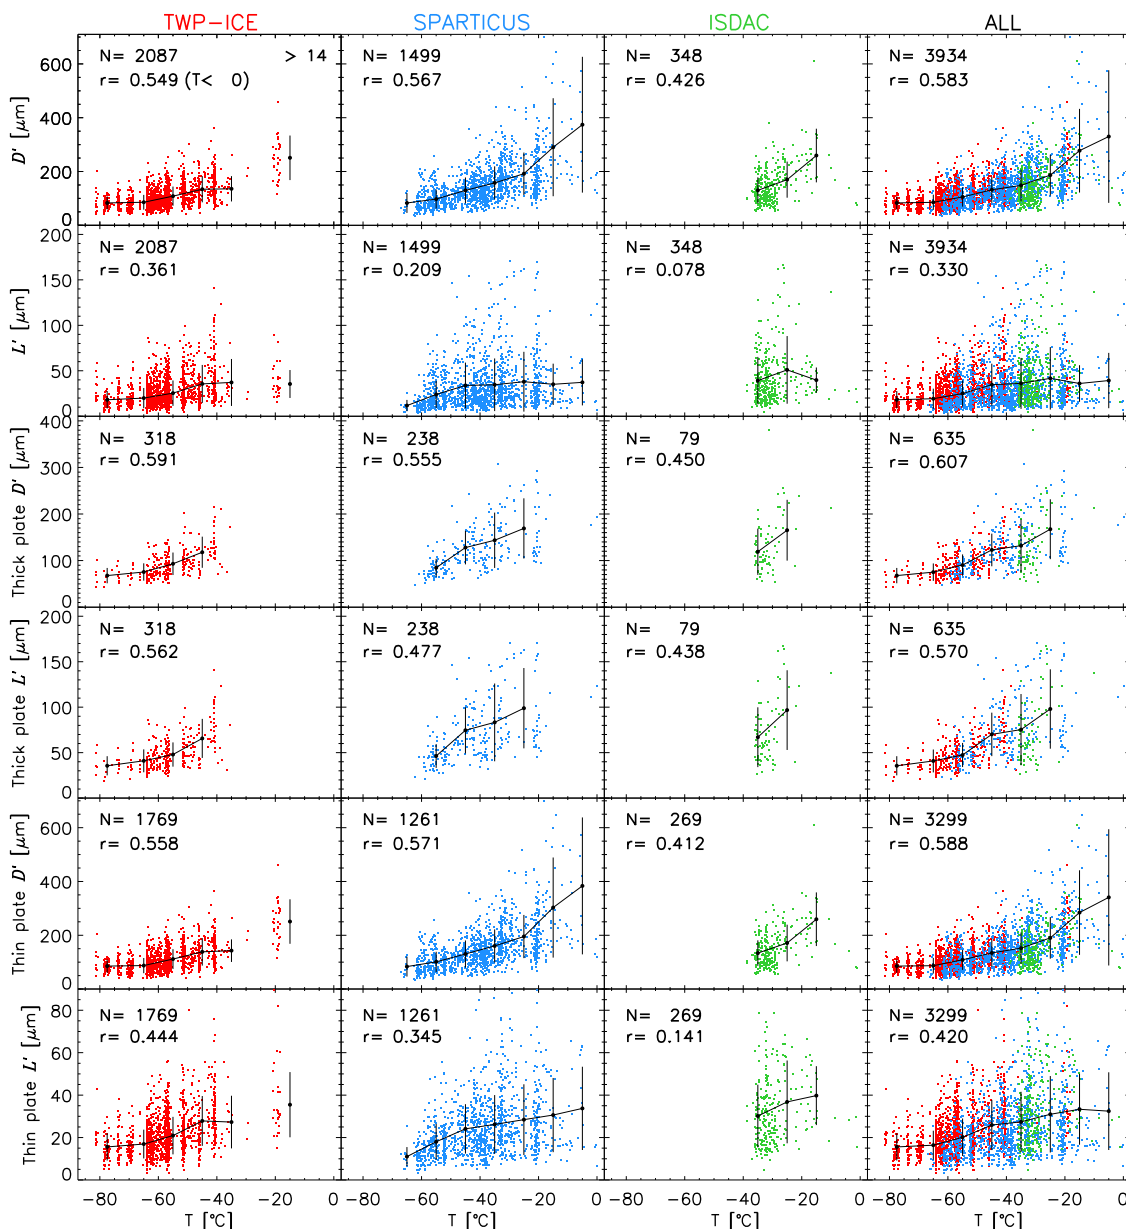 TWP−ICE SPARTICUS ISDAC ALL
D' [μm]
600
400
200
0
N= 2087 > 14
r= 0.549 (T< 0)
N= 1499
r= 0.567
N= 348
r= 0.426
N= 3934
r= 0.583
L' [μm]
200
150
100
50
0
N= 2087
r= 0.361
N= 1499
r= 0.209
N= 348
r= 0.078
N= 3934
r= 0.330
Thick plate D' [μm]
400
300
200
100
0
N= 318
r= 0.591
N= 238
r= 0.555
N= 79
r= 0.450
N= 635
r= 0.607
Thick plate L' [μm]
200
150
100
50
0
N= 318
r= 0.562
N= 238
r= 0.477
N= 79
r= 0.438
N= 635
r= 0.570
Thin plate D' [μm]
600
400
200
0
N= 1769
r= 0.558
N= 1261
r= 0.571
N= 269
r= 0.412
N= 3299
r= 0.588
Thin plate L' [μm]
80
60
40
20
0
N= 1769
r= 0.444
N= 1261
r= 0.345
N= 269
r= 0.141
N= 3299
r= 0.420
−80 −60 −40 −20 0 −80 −60 −40 −20 0 −80 −60 −40 −20 0 −80 −60 −40 −20 0
T [°C] T [°C] T [°C] T [°C]